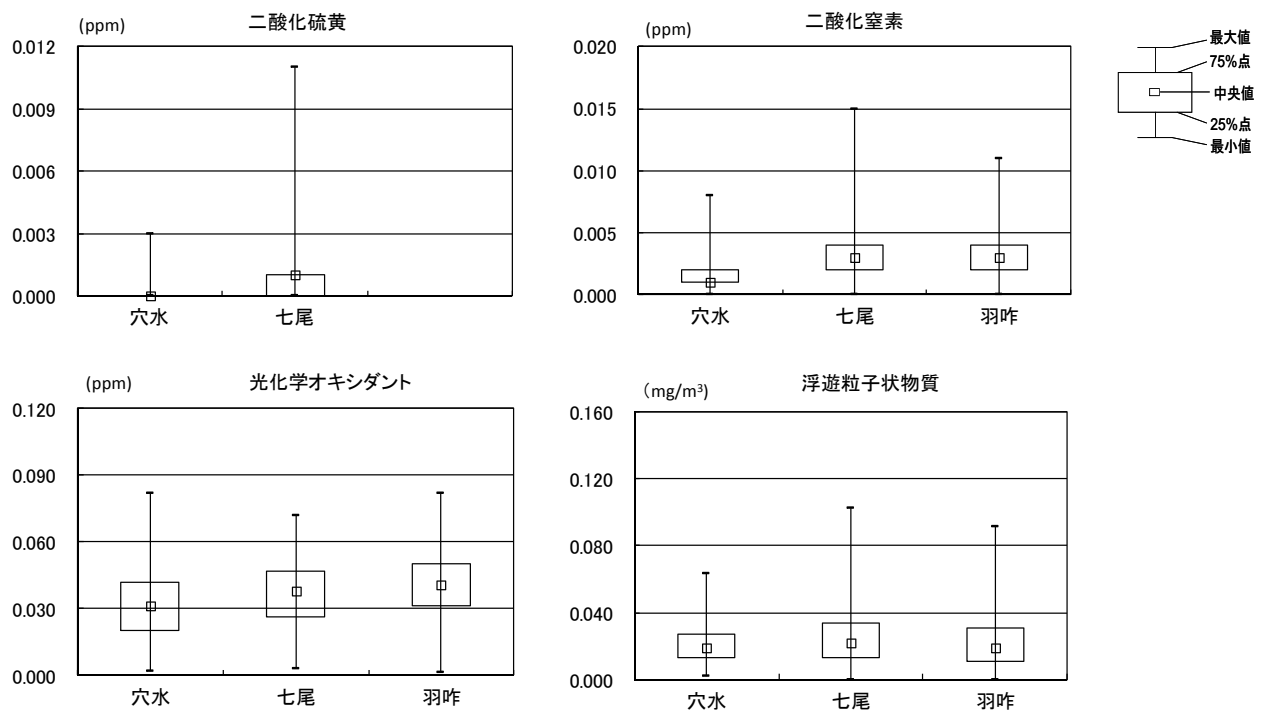 二酸化硫黄
(ppm)
0.012
0.009
0.006
0.003
0.000
穴水
七尾
二酸化窒素
(ppm)
0.020
0.015
0.010
0.005
0.000
穴水
七尾
羽咋
最大値
75%点
中央値
25%点
最小値
光化学オキシダント
(ppm)
0.120
0.090
0.060
0.030
0.000
穴水
七尾
羽咋
浮遊粒子状物質
(mg/m³)
0.160
0.120
0.080
0.040
0.000
穴水
七尾
羽咋